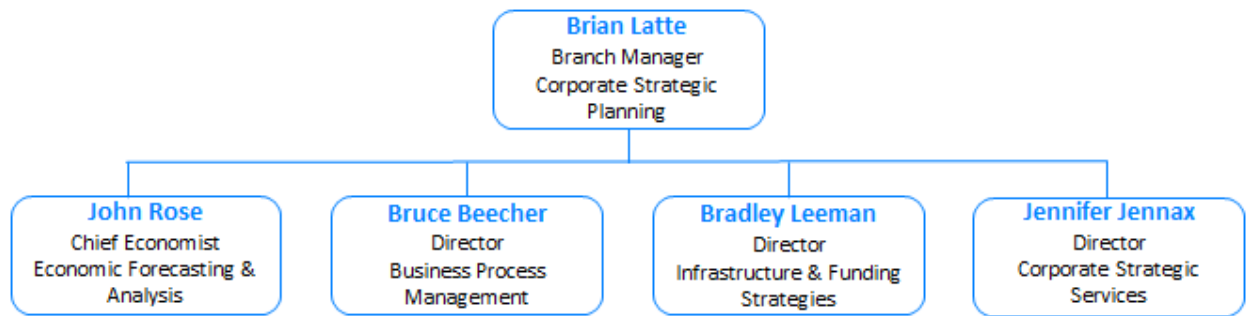 Brian Latte
Branch Manager
Corporate Strategic
Planning
John Rose
Chief Economist
Economic Forecasting &
Analysis
Bruce Beecher
Director
Business Process
Management
Bradley Leeman
Director
Infrastructure & Funding
Strategies
Jennifer Jennax
Director
Corporate Strategic
Services